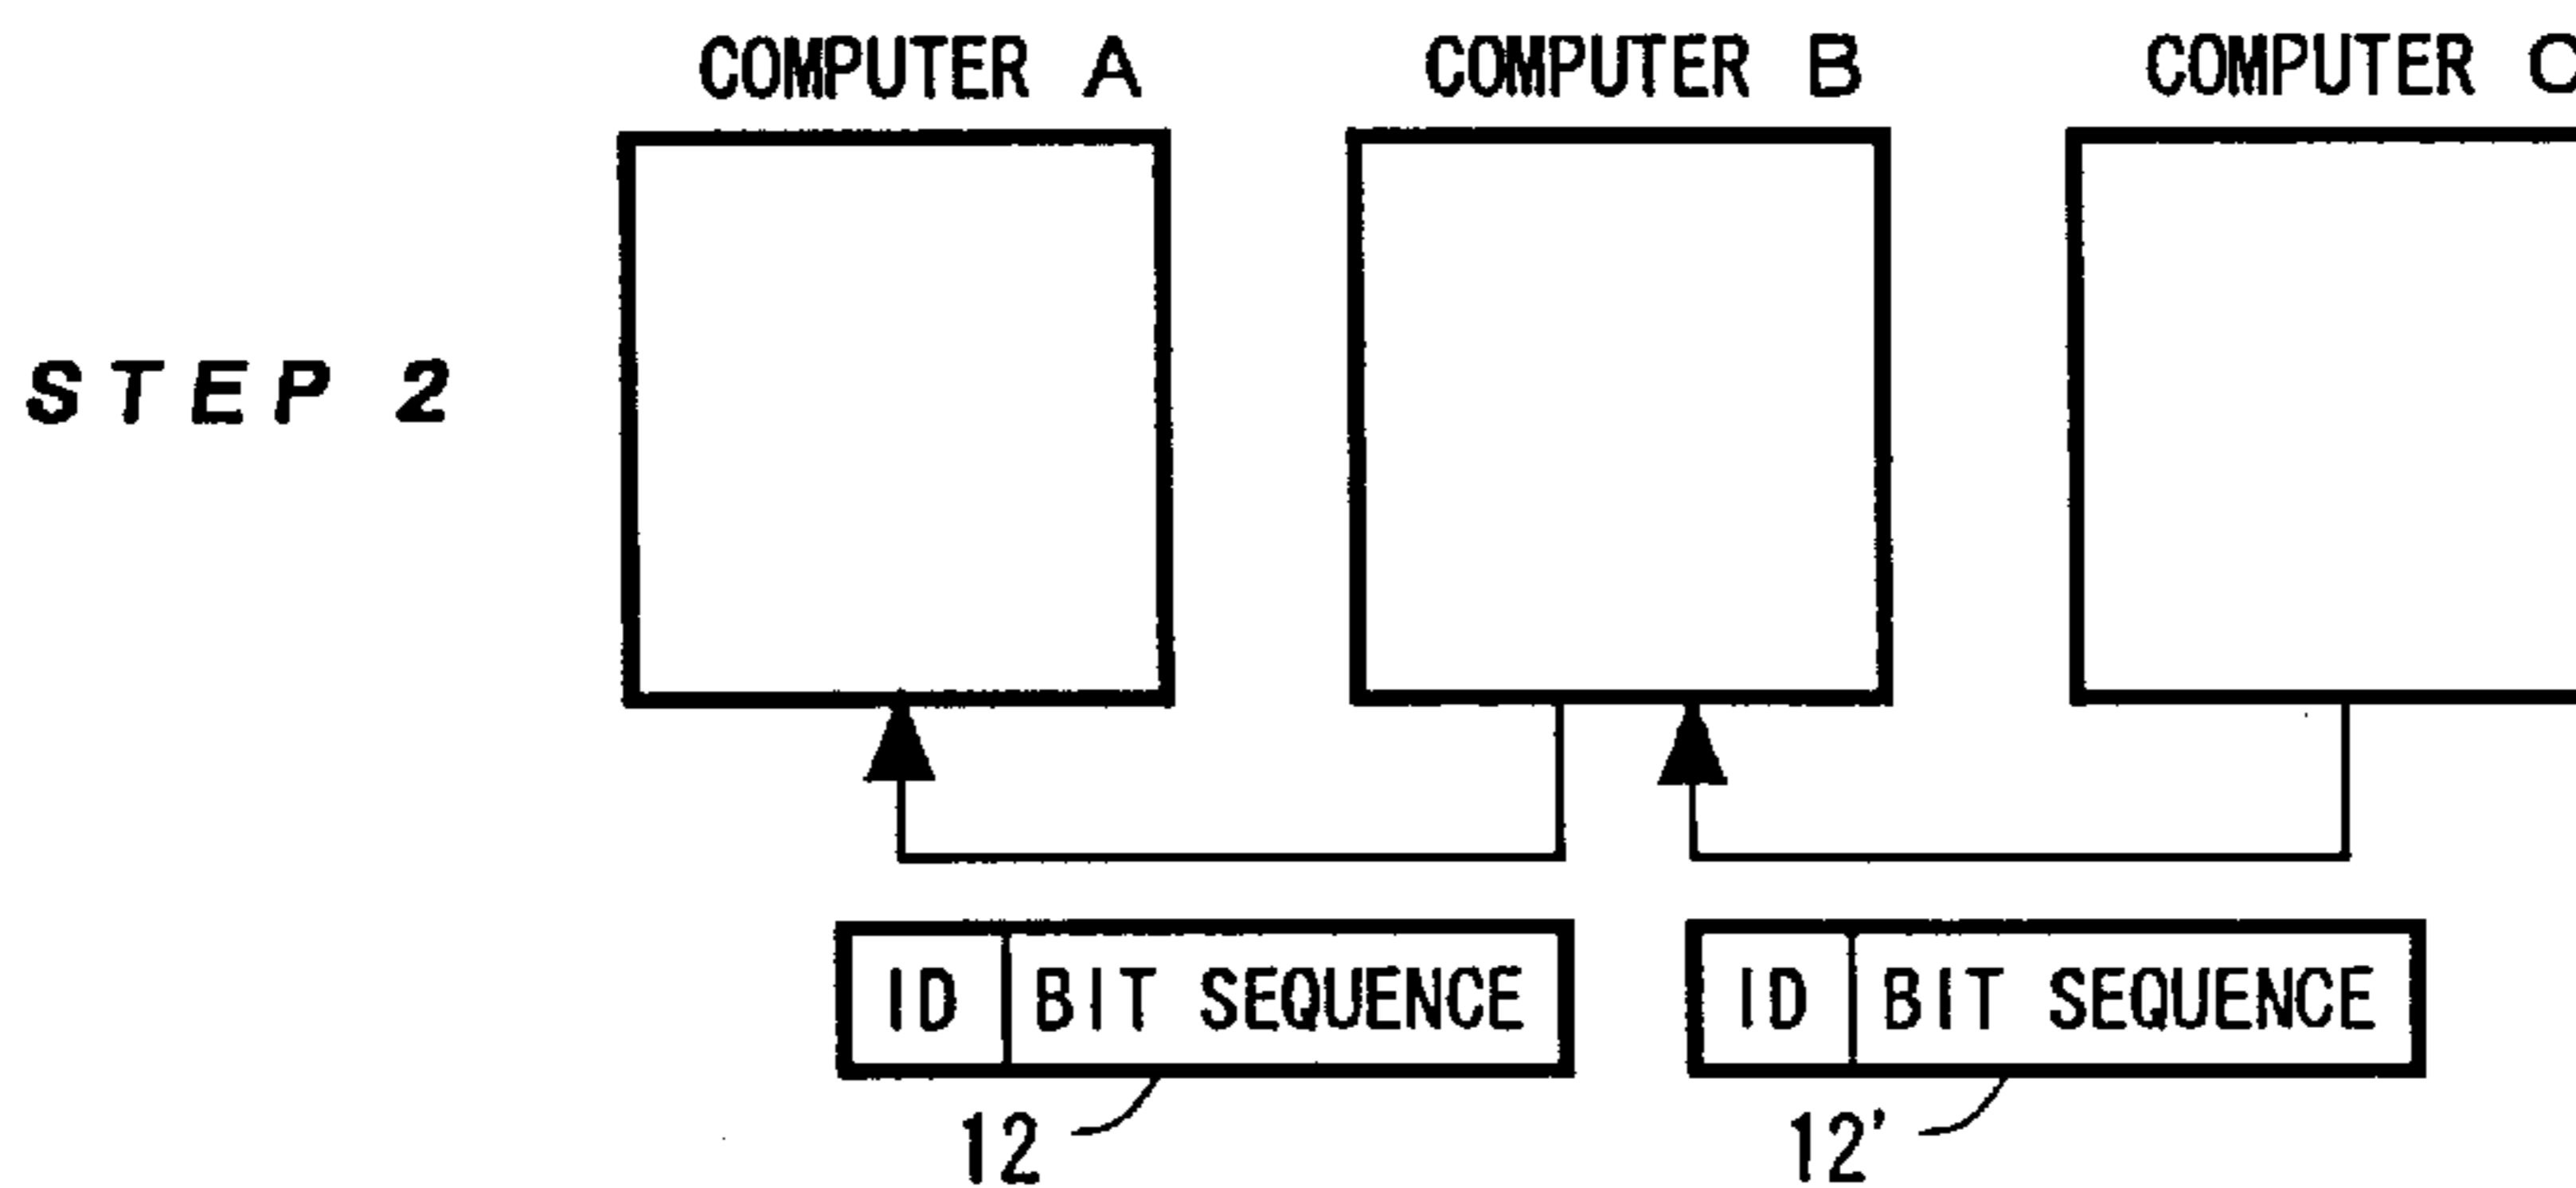 COMPUTER A COMPUTER B COMPUTER C
STEP 2
ID BIT SEQUENCE ID BIT SEQUENCE
12 12'